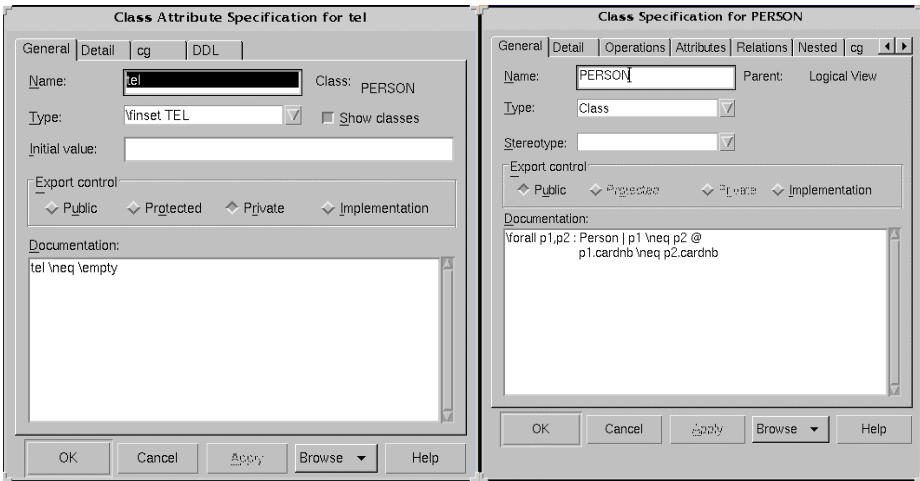 Class Attribute Specification for tel
General Detail cg DDL
Name: tel Class: PERSON
Type: \finset TEL Show classes
Initial value:
Export control
Public Protected Private Implementation
Documentation:
tel \neq \empty
OK Cancel Apply Browse Help
Class Specification for PERSON
General Detail Operations Attributes Relations Nested cg
Name: PERSON Parent: Logical View
Type: Class
Stereotype:
Export control
Public Protected Private Implementation
Documentation:
\forall p1,p2 : Person | p1 \neq p2 @
p1.cardnb \neq p2.cardnb
OK Cancel Apply Browse Help